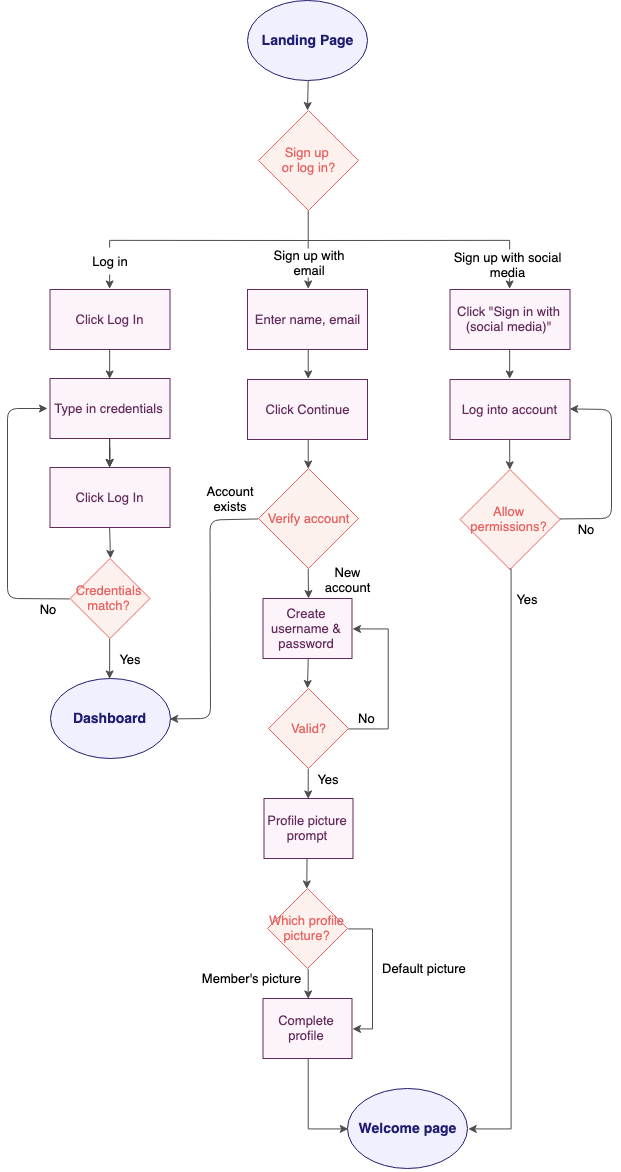 Landing Page
Sign up
or log in?
Log in
Sign up with
email
Sign up with social
media
Click Log In
Enter name, email
Click "Sign in with
(social media)"
Type in credentials
Click Continue
Log into account
Click Log In
Account
exists
Verify account
Allow
permissions?
No
New
account
Credentials
match?
No
Create
username &
password
Yes
Yes
Dashboard
Valid?
No
Yes
Profile picture
prompt
Which profile
picture?
Member's picture
Default picture
Complete
profile
Welcome page